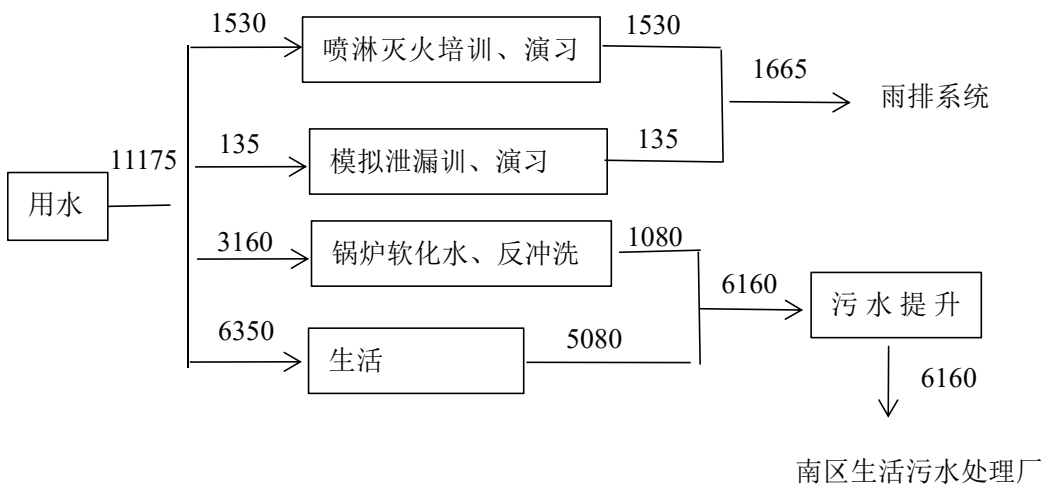 1530
喷淋灭火培训、演习
1530
1665
雨排系统
11175
135
模拟泄漏训、演习
135
用水
3160
锅炉软化水、反冲洗
1080
6160
污水提升
6350
生活
5080
6160
南区生活污水处理厂